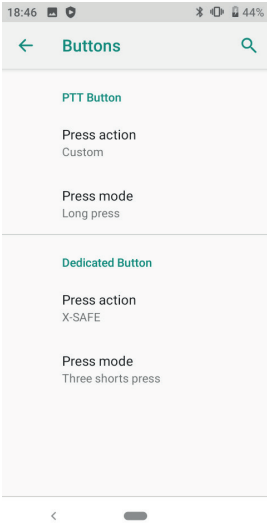 18:46 44%
Buttons
PTT Button
Press action
Custom
Press mode
Long press
Dedicated Button
Press action
X-SAFE
Press mode
Three shorts press